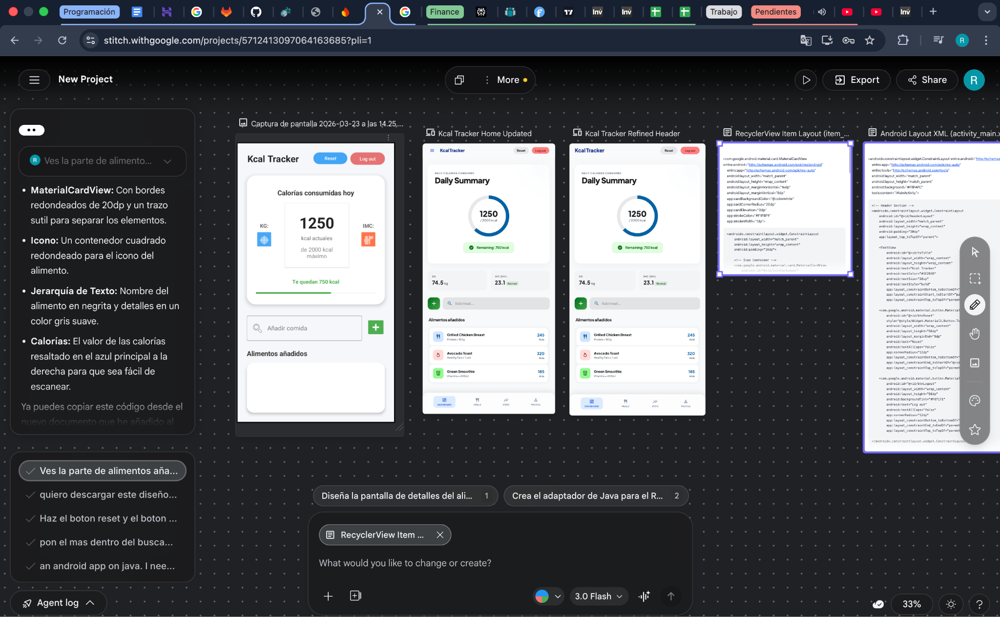 Programación
Finance
Trabajo
Pendientes
stitch.withgoogle.com/projects/5712413097064163685?pli=1
R
New Project
More
Export
Share
R
R Ves la parte de alimento...
• MaterialCardView: Con bordes
redondeados de 20dp y un trazo
sutil para separar los elementos.
• Icono: Un contenedor cuadrado
redondeado para el icono del
alimento.
• Jerarquía de Texto: Nombre del
alimento en negrita y detalles en un
color gris suave.
• Calorías: El valor de las calorías
resaltado en el azul principal a la
derecha para que sea fácil de
escanear.
Ya puedes copiar este código desde el
nuevo documento que he añadido al
Ves la parte de alimentos aña...
quiero descargar este diseño...
Haz el boton reset y el boton ...
pon el mas dentro del busca...
an android app on java. I nee...
Agent log
Captura de pantalla 2026-03-23 a las 14.25,...
Kcal Tracker
Reset
Log out
Calorías consumidas hoy
KG:
1250
kcal actuales
de 2000 kcal
máximo
IMC:
Te quedan 750 kcal
Añadir comida
Alimentos añadidos
Kcal Tracker Home Updated
KcalTracker
Reset
Log out
DAILY CALORIES CONSUMED
Daily Summary
1250
/ 2000 kcal
Remaining: 750 kcal
KG
74.5 kg
IMC (BMI)
23.1 Normal
Add meal...
Alimentos añadidos
Grilled Chicken Breast
Protein • 150g
245
KCAL
Avocado Toast
Healthy Fats • 1 unit
320
KCAL
Green Smoothie
Vitamins • 400ml
185
KCAL
DASHBOARD
MEALS
STATS
PROFILE
Kcal Tracker Refined Header
KcalTracker
Reset
Log out
DAILY CALORIES CONSUMED
Daily Summary
1250
/ 2000 kcal
Remaining: 750 kcal
KG
74.5 kg
IMC (BMI)
23.1 Normal
Add meal...
Alimentos añadidos
Grilled Chicken Breast
Protein • 150g
245
KCAL
Avocado Toast
Healthy Fats • 1 unit
320
KCAL
Green Smoothie
Vitamins • 400ml
185
KCAL
DASHBOARD
MEALS
STATS
PROFILE
RecyclerView Item Layout (item_...
<com.google.android.material.card.MaterialCardView
xmlns:android="http://schemas.android.com/apk/res/android"
xmlns:app="http://schemas.android.com/apk/res-auto"
android:layout_width="match_parent"
android:layout_height="wrap_content"
android:layout_marginHorizontal="16dp"
android:layout_marginVertical="8dp"
app:cardBackgroundColor="@color/white"
app:cardCornerRadius="20dp"
app:cardElevation="0dp"
app:strokeColor="#F1F5F9"
app:strokeWidth="1dp">
<androidx.constraintlayout.widget.ConstraintLayout
android:layout_width="match_parent"
android:layout_height="wrap_content"
android:padding="16dp">
<!-- Icon Container -->
<com.google.android.material.card.MaterialCardView
android:id="@+id/iconContainer"
Android Layout XML (activity_main.x
<androidx.constraintlayout.widget.ConstraintLayout xmlns:android="http://schemas
xmlns:app="http://schemas.android.com/apk/res-auto"
xmlns:tools="http://schemas.android.com/tools"
android:layout_width="match_parent"
android:layout_height="match_parent"
android:background="#F8FAFC"
tools:context=".MainActivity">
<!-- Header Section -->
<androidx.constraintlayout.widget.ConstraintLayout
android:id="@+id/headerLayout"
android:layout_width="match_parent"
android:layout_height="wrap_content"
android:padding="20dp"
app:layout_constraintTop_toTopOf="parent">
<TextView
android:id="@+id/tvTitle"
android:layout_width="wrap_content"
android:layout_height="wrap_content"
android:text="Kcal Tracker"
android:textColor="#1E293B"
android:textSize="28sp"
android:textStyle="bold"
app:layout_constraintBottom_toBottomOf="
app:layout_constraintStart_toStartOf="pa
app:layout_constraintTop_toTopOf="parent
<com.google.android.material.button.Material
android:id="@+id/btnReset"
style="@style/Widget.Material3.Button.To
android:layout_width="wrap_content"
android:layout_height="56dp"
android:layout_marginEnd="8dp"
android:text="Reset"
android:textAllCaps="false"
app:cornerRadius="12dp"
app:layout_constraintBottom_toBottomOf="
app:layout_constraintEnd_toStartOf="@+id
app:layout_constraintTop_toTopOf="parent
<com.google.android.material.button.Material
android:id="@+id/btnLogout"
android:layout_width="wrap_content"
android:layout_height="56dp"
android:backgroundTint="#F87171"
android:text="Log out"
android:textAllCaps="false"
app:cornerRadius="12dp"
app:layout_constraintBottom_toBottomOf="
app:layout_constraintEnd_toEndOf="parent
app:layout_constraintTop_toTopOf="parent
</androidx.constraintlayout.widget.ConstraintLayou
Diseña la pantalla de detalles del ali... 1
Crea el adaptador de Java para el R... 2
RecyclerView Item ...
What would you like to change or create?
3.0 Flash
33%